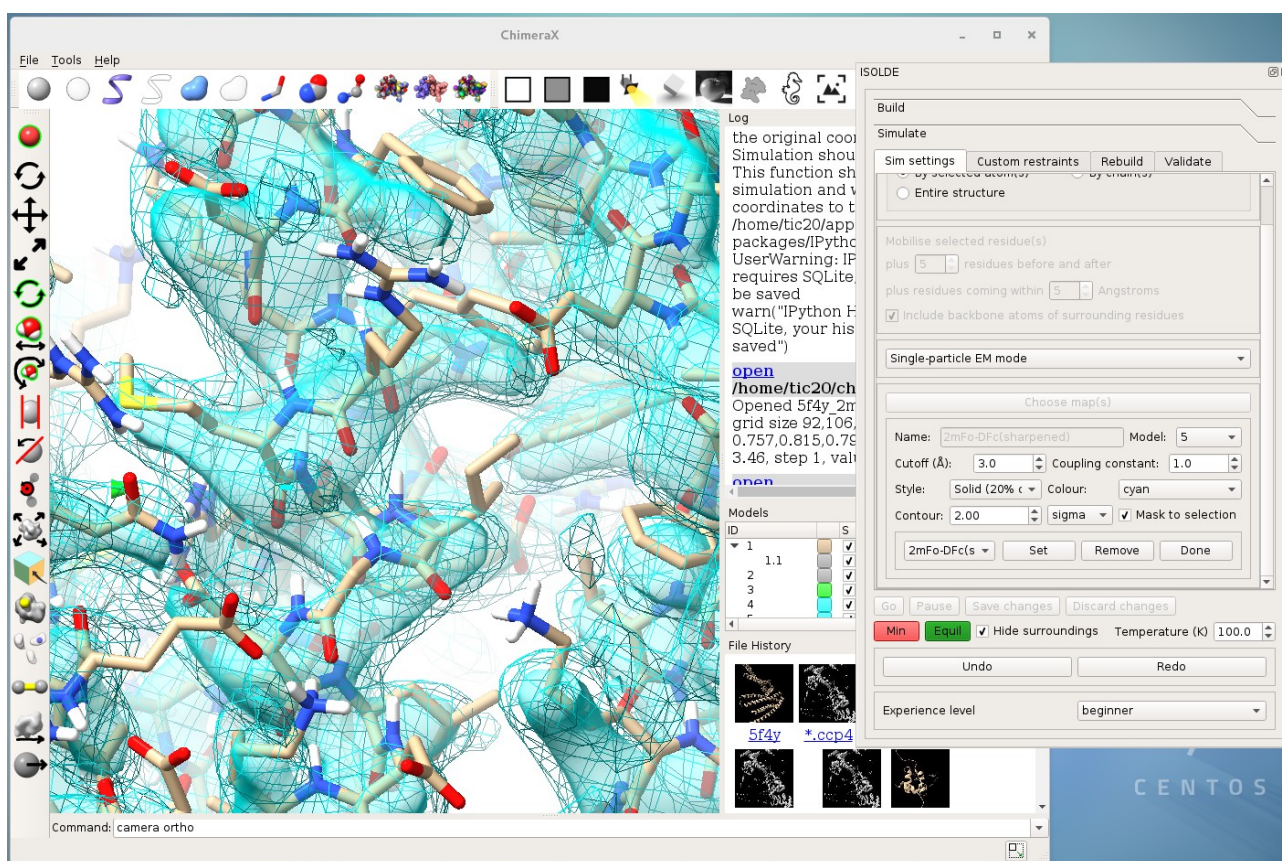 ChimeraX
File Tools Help
Log
the original coor
Simulation shou
This function sh
simulation and w
coordinates to t
/home/tic20/app
packages/IPytho
UserWarning: IP
requires SQLite,
be saved
warn("IPython H
SQLite, your his
saved")
open
/home/tic20/ch
Opened 5f4y_2m
grid size 92,106,
0.757,0.815,0.79
3.46, step 1, valu
open
Models
ID S
1
1.1
2
3
4
File History
5f4y *.ccp4
Command: camera ortho
ISOLDE
Build
Simulate
Sim settings Custom restraints Rebuild Validate
By selected atom(s) By chain(s)
Entire structure
Mobilise selected residue(s)
plus 5 residues before and after
plus residues coming within 5 Angstroms
Include backbone atoms of surrounding residues
Single-particle EM mode
Choose map(s)
Name: 2mFo-DFc(sharpened) Model: 5
Cutoff (Å): 3.0 Coupling constant: 1.0
Style: Solid (20% c Colour: cyan
Contour: 2.00 sigma Mask to selection
2mFo-DFc(s Set Remove Done
Go Pause Save changes Discard changes
Min Equil Hide surroundings Temperature (K) 100.0
Undo Redo
Experience level beginner
CENTOS